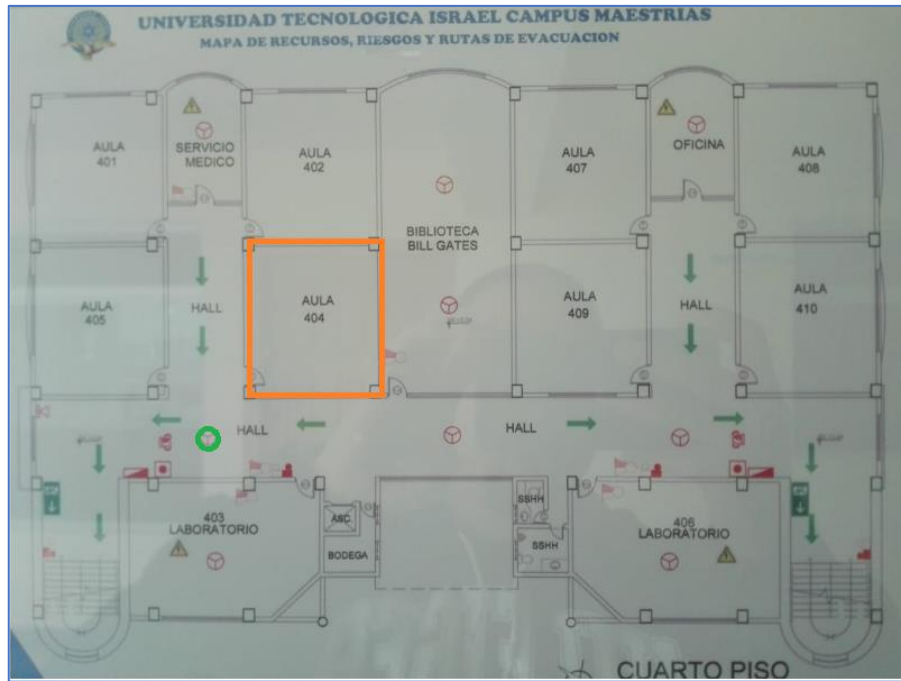 UNIVERSIDAD TECNOLOGICA ISRAEL CAMPUS MAESTRIAS
MAPA DE RECURSOS, RIESGOS Y RUTAS DE EVACUACION
AULA
401
SERVICIO
MEDICO
AULA
402
AULA
407
OFICINA
AULA
408
BIBLIOTECA
BILL GATES
AULA
405
HALL
AULA
404
AULA
409
HALL
AULA
410
HALL
HALL
403
LABORATORIO
ASC
BODEGA
SSHH
SSHH
406
LABORATORIO
CUARTO PISO